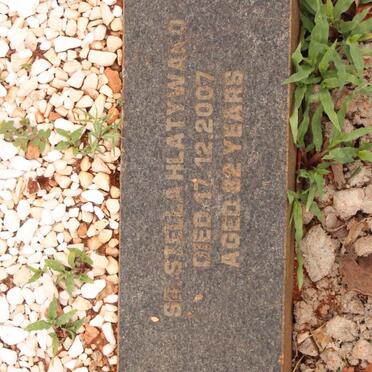 SR. STELLA HLATYWAYO
DIED 17.12.2007
AGED 82 YEARS